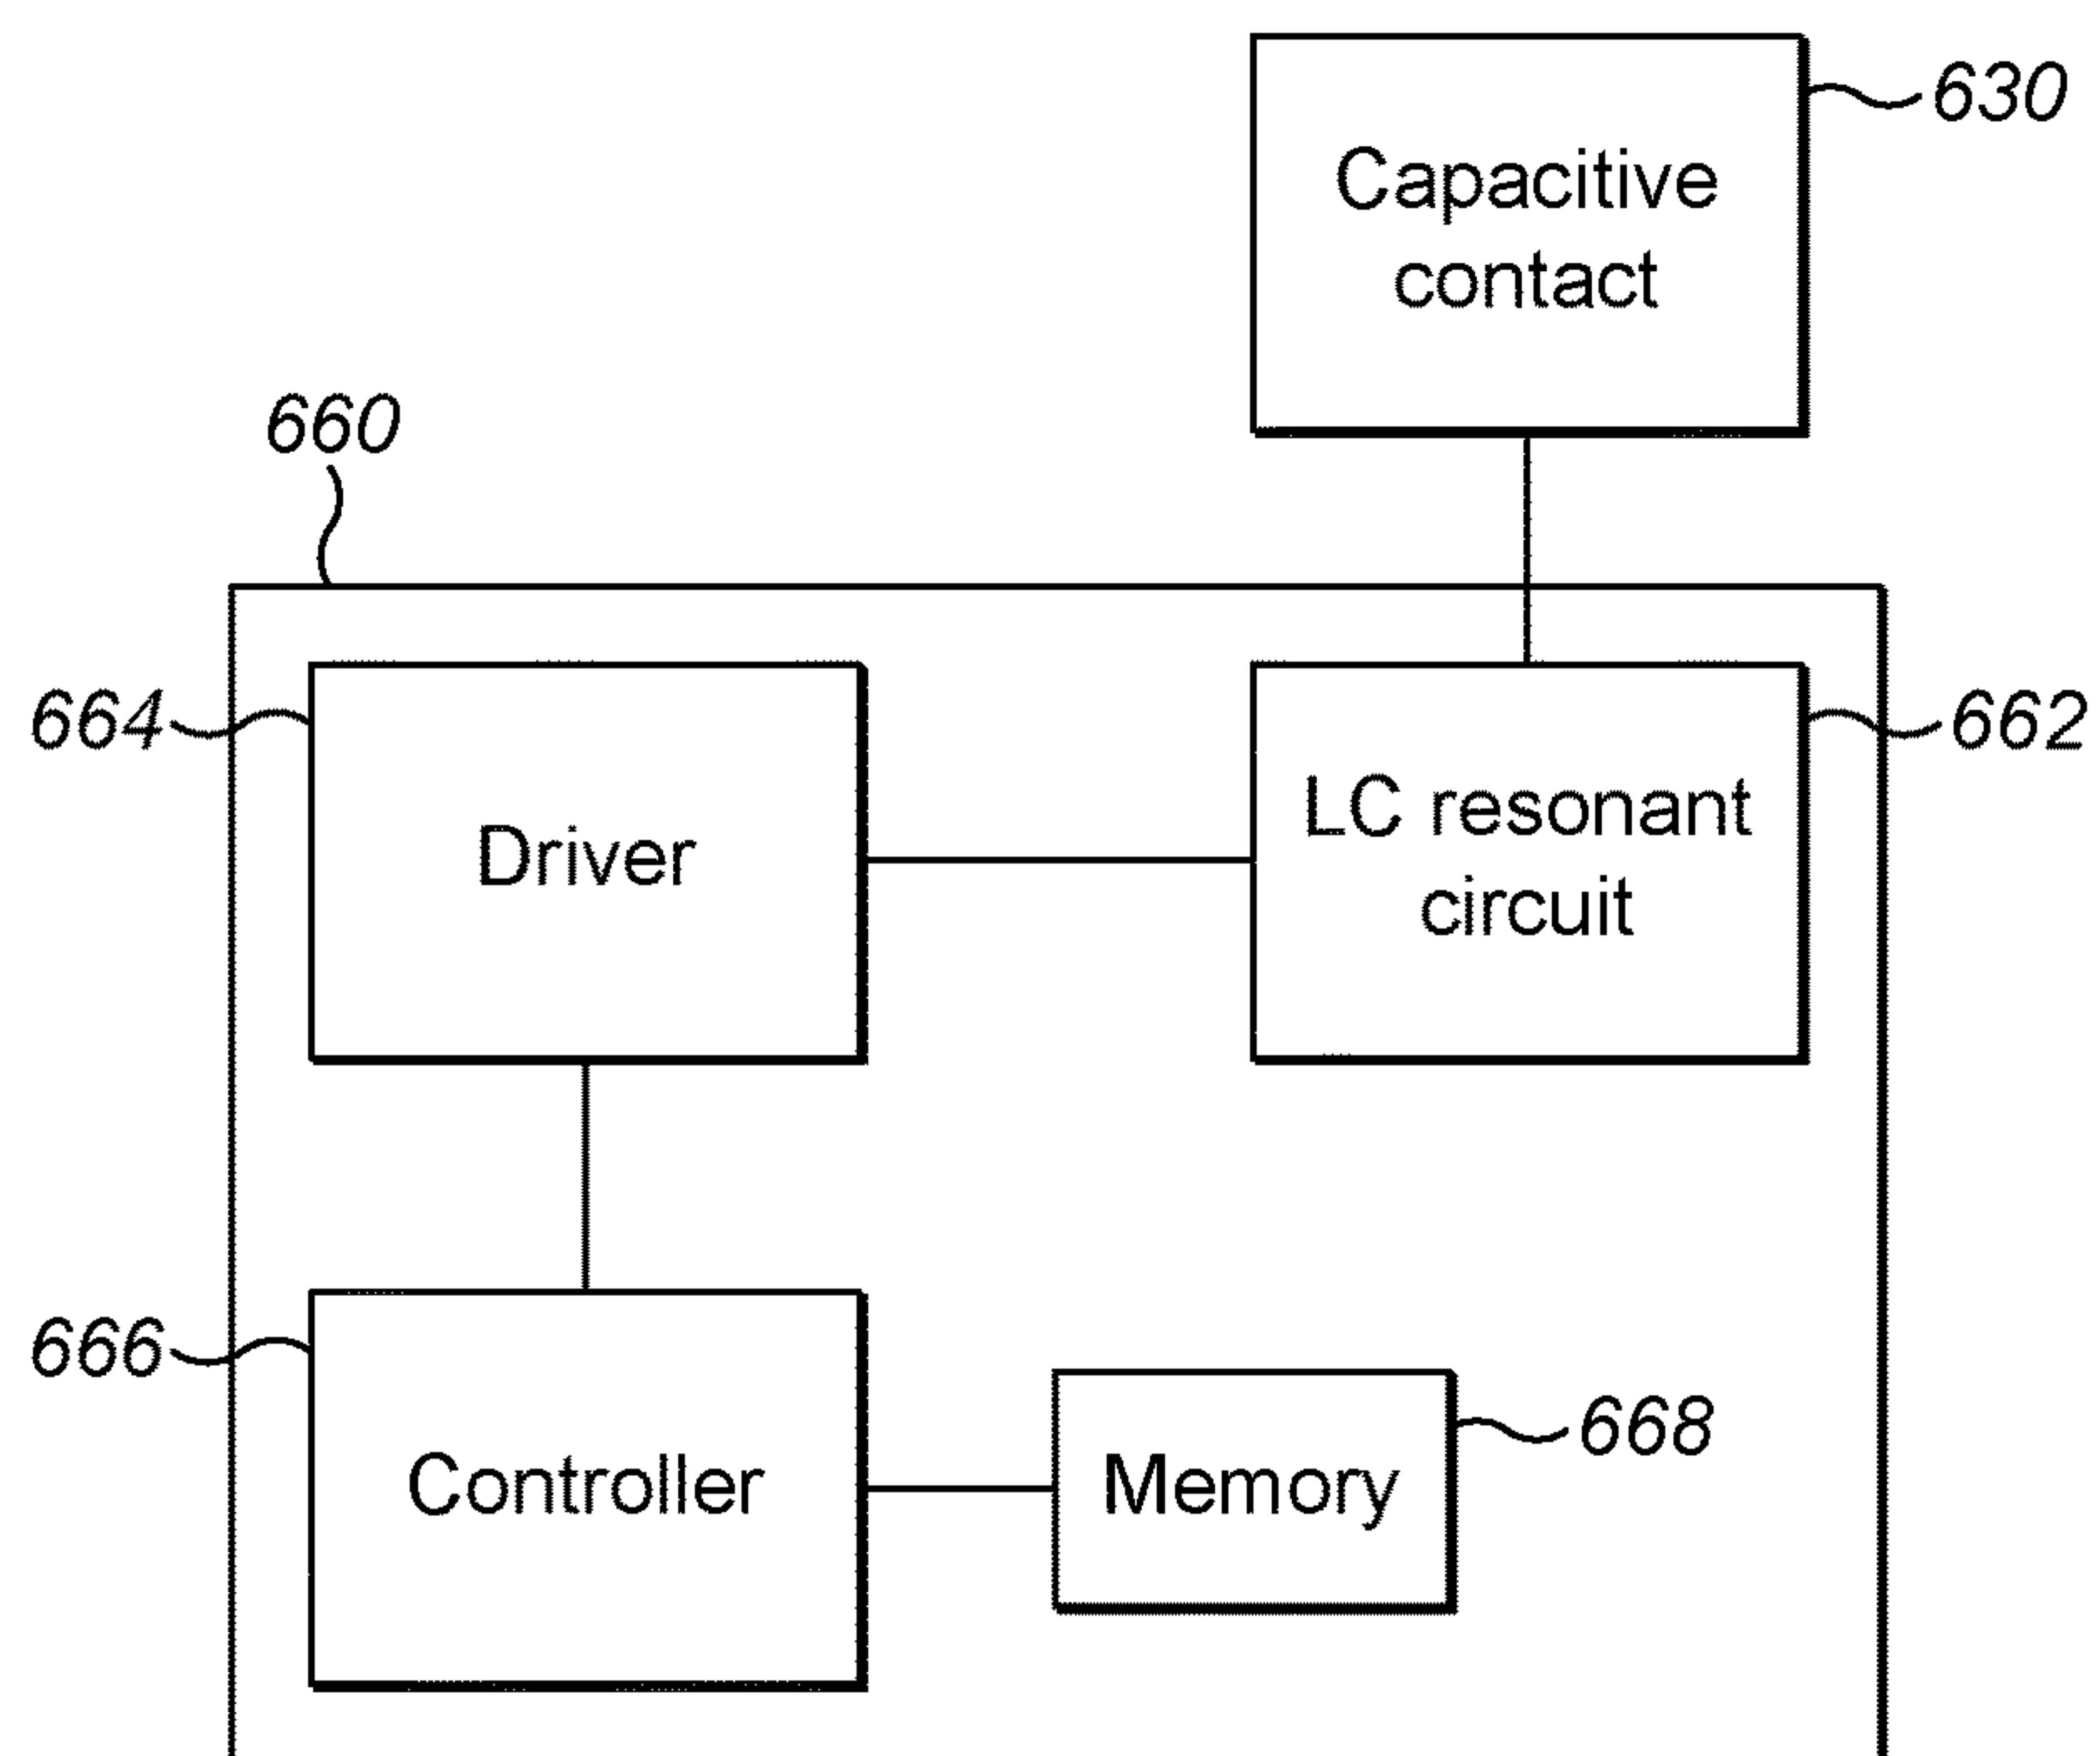 630
Capacitive
contact
660
664
662
Driver
LC resonant
circuit
666
668
Controller
Memory